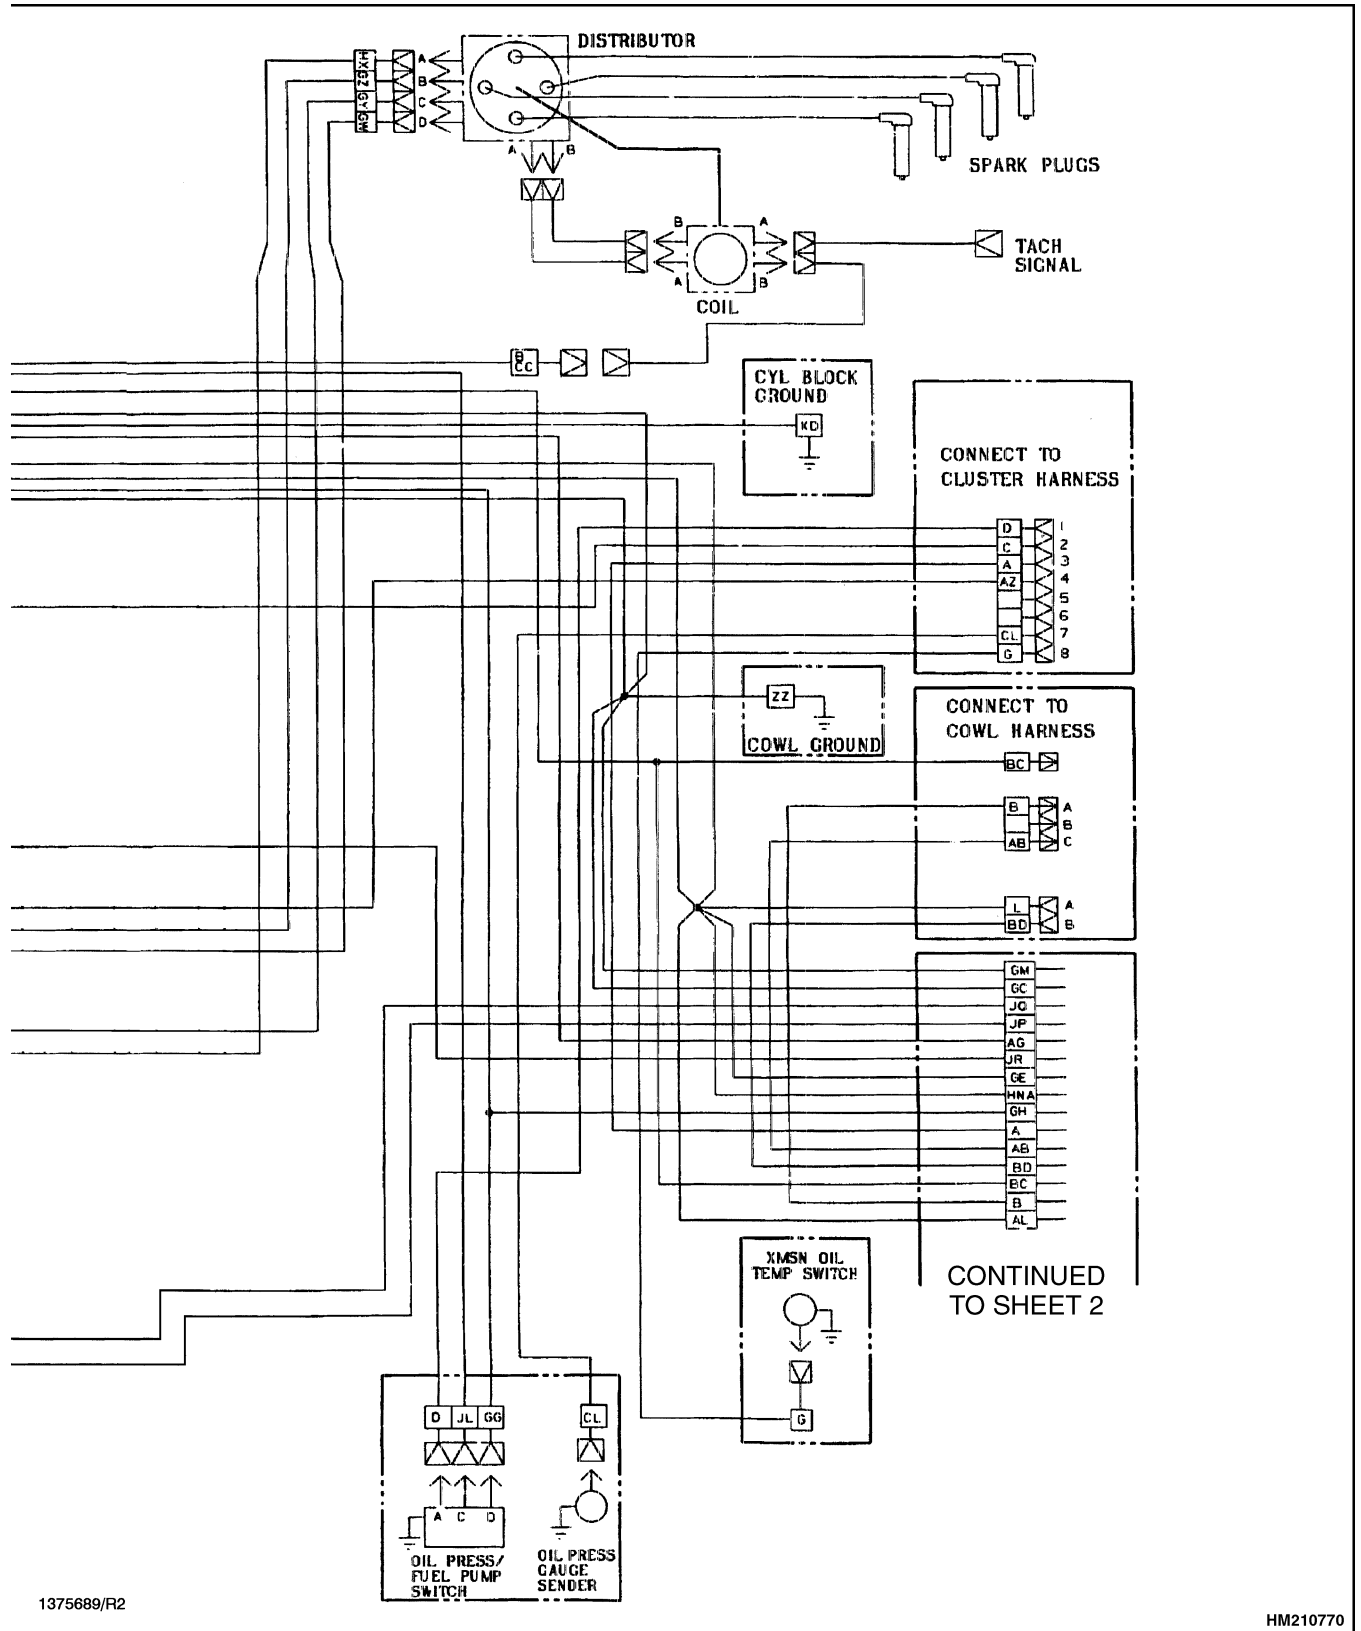 DISTRIBUTOR
HX
GZ
GY
GW
A
B
C
D
A
B
SPARK PLUGS
B
A
A
B
COIL
TACH
SIGNAL
B
CC
CYL BLOCK
GROUND
KD
CONNECT TO
CLUSTER HARNESS
D 1
C 2
A 3
AZ 4
5
6
CL 7
G 8
ZZ
COWL GROUND
CONNECT TO
COWL HARNESS
BC
B A
B
AB C
L A
BD B
GM
GC
JP
AG
JR
GE
HNA
GH
A
AB
BD
BC
B
AL
CONTINUED
TO SHEET 2
XMSN OIL
TEMP SWITCH
G
D JL GG
CL
A C D
OIL PRESS/
FUEL PUMP
SWITCH
OIL PRESS
GAUGE
SENDER
1375689/R2
HM210770